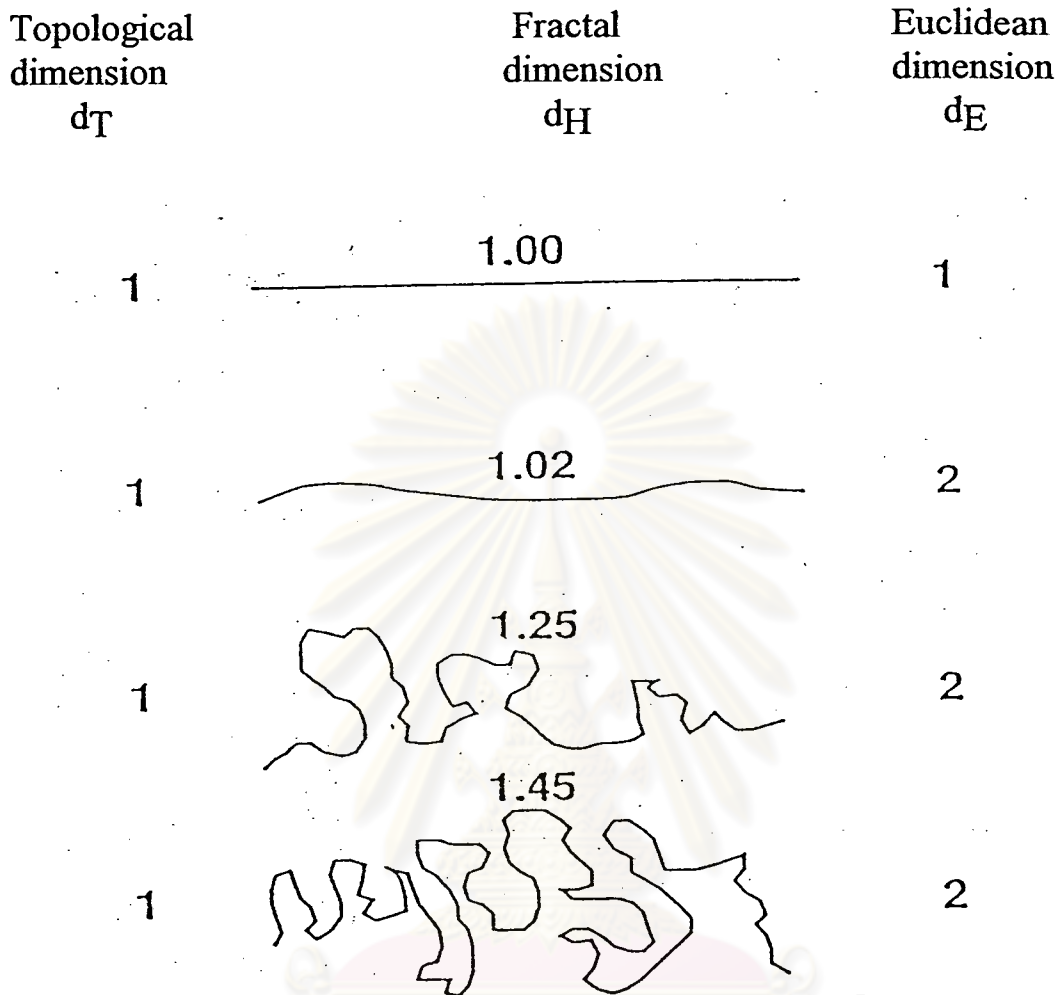 Topological
dimension
dT
Fractal
dimension
dH
Euclidean
dimension
dE
1 1.00 1
1 1.02 2
1 1.25 2
1 1.45 2